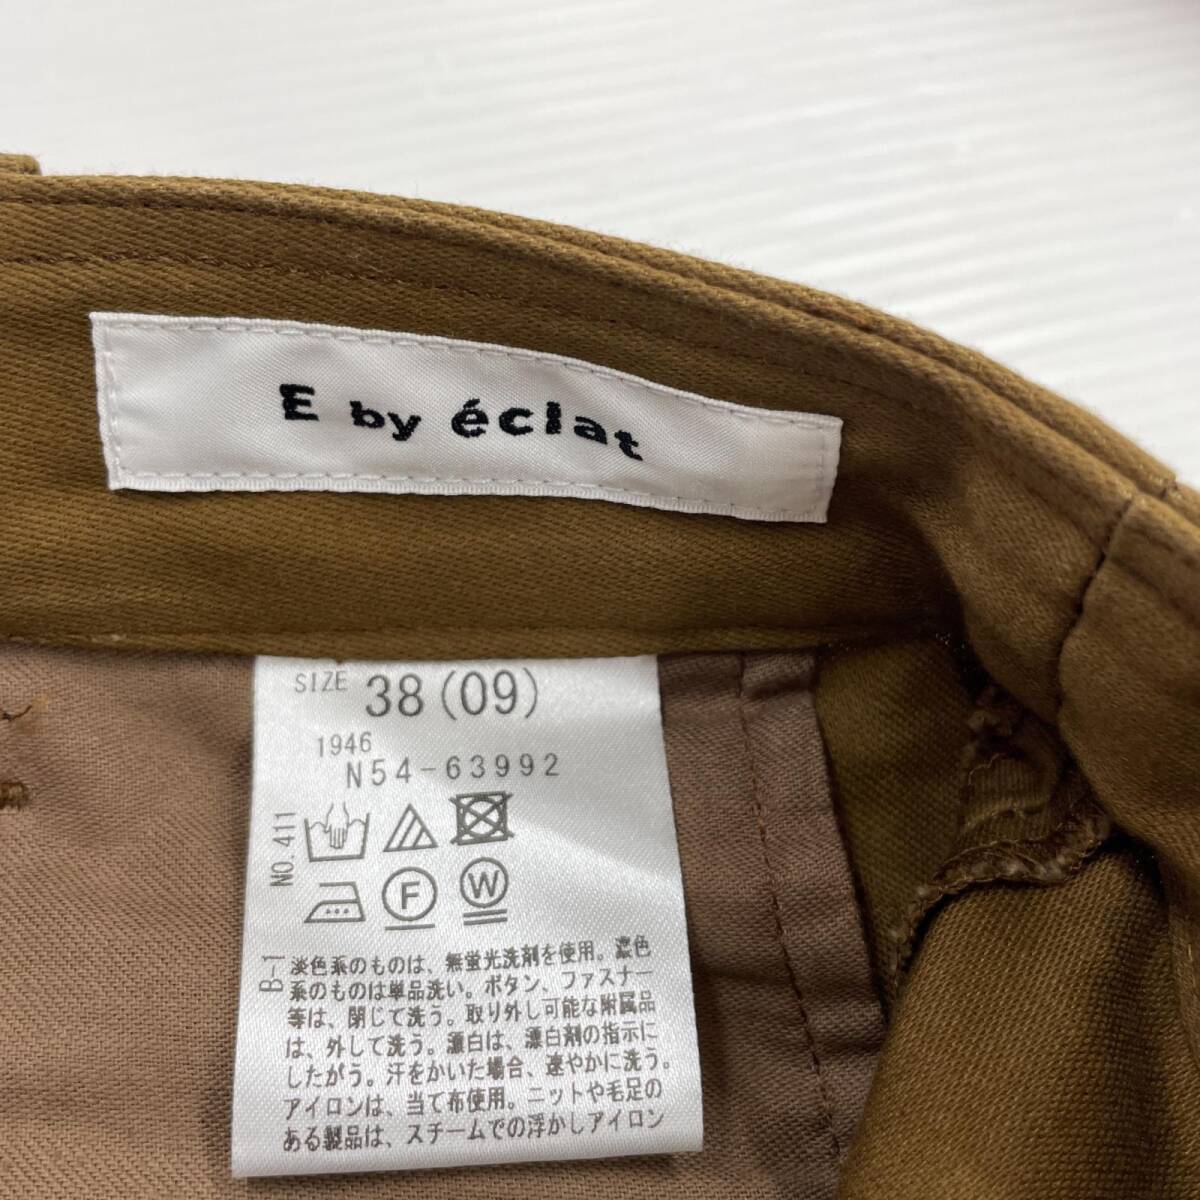 E by éclat
SIZE 38(09)
1946
N54-63992
NO.411
F
W
B-1
淡色系のものは、無蛍光洗剤を使用。濃色
系のものは単品洗い。ボタン、ファスナー
等は、閉じて洗う。取り外し可能な附属品
は、外して洗う。漂白は、漂白剤の指示に
したがう。汗をかいた場合、速やかに洗う。
アイロンは、当て布使用。ニットや毛足の
ある製品は、スチームでの浮かしアイロン